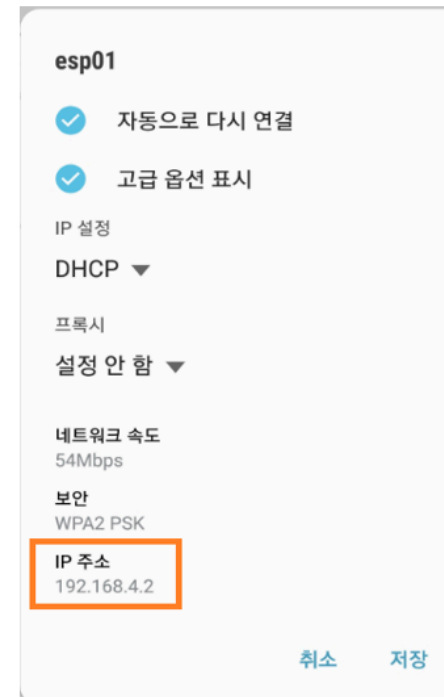 esp01
자동으로 다시 연결
고급 옵션 표시
IP 설정
DHCP
프록시
설정 안 함
네트워크 속도
54Mbps
보안
WPA2 PSK
IP 주소
192.168.4.2
취소 저장